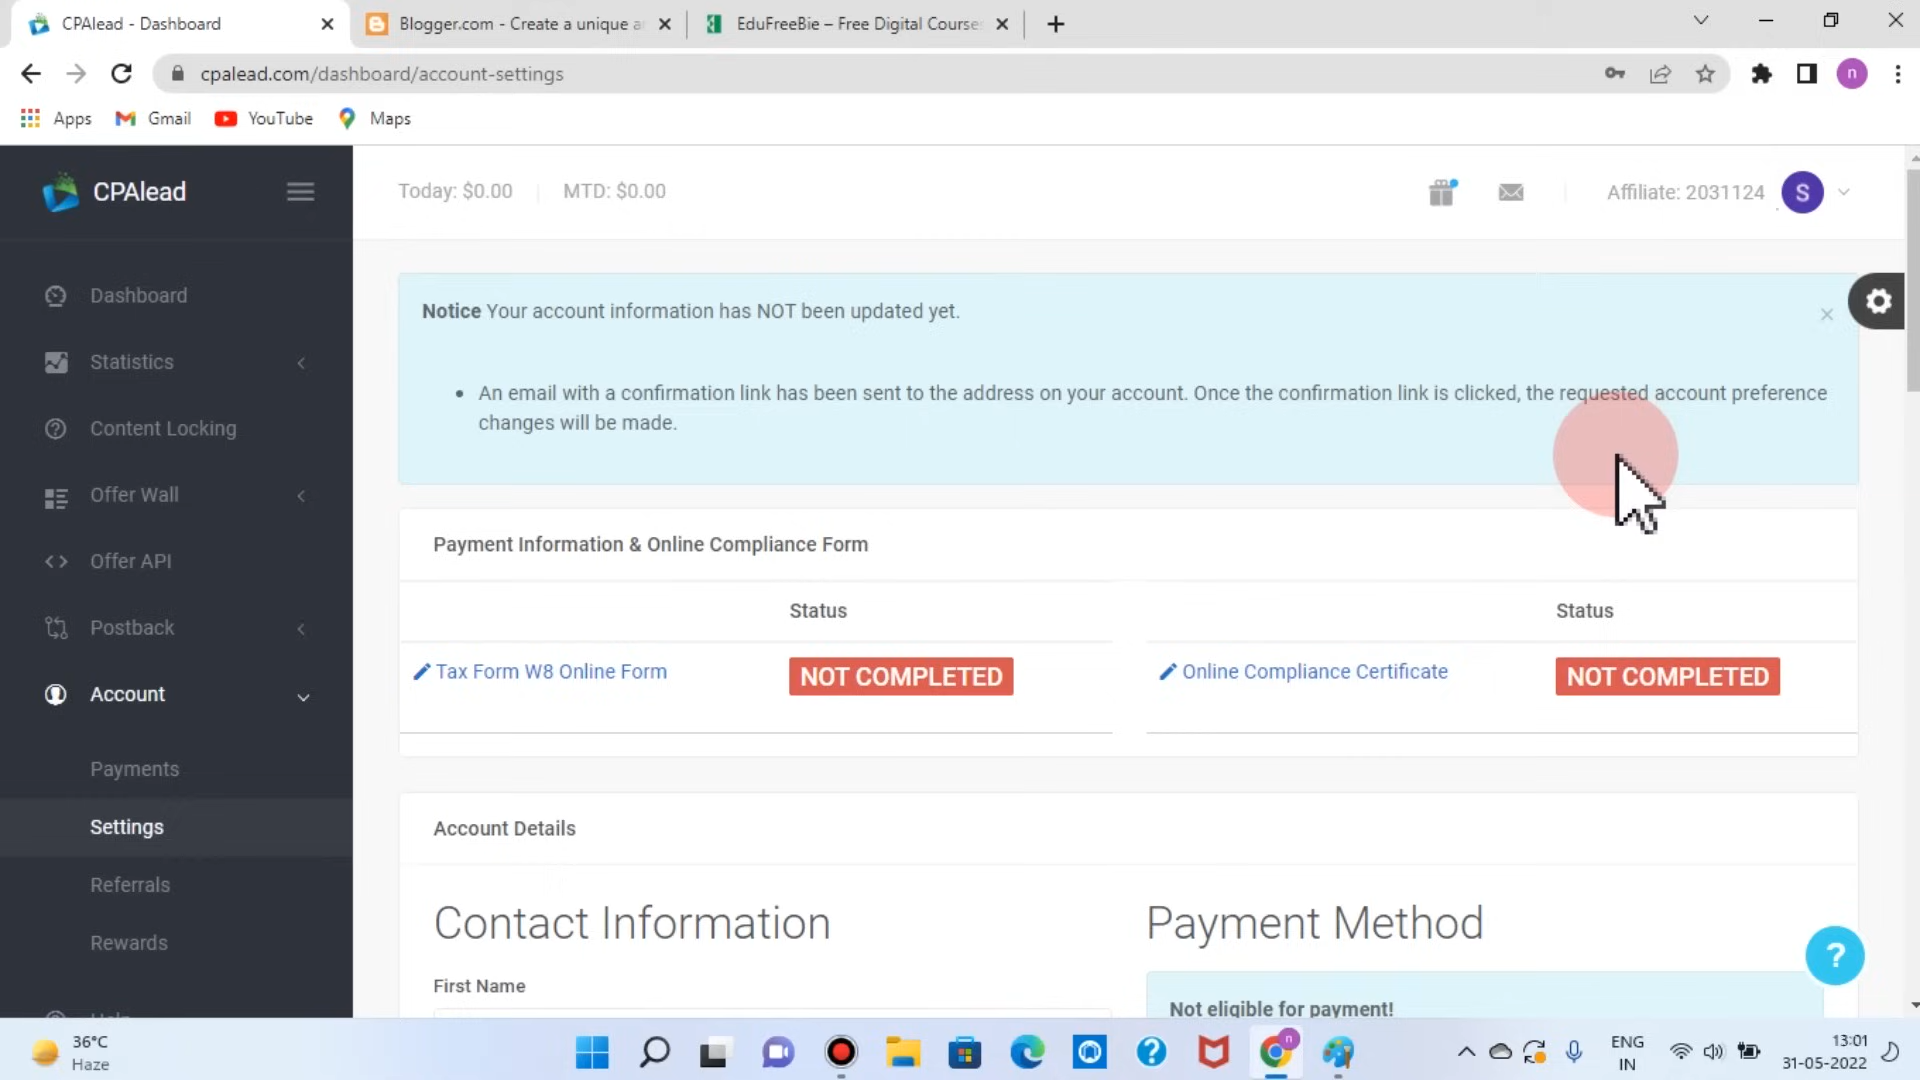 CPAlead - Dashboard
Blogger.com - Create a unique a
EduFreeBie – Free Digital Course
cpalead.com/dashboard/account-settings
n
Apps
Gmail
YouTube
Maps
CPAlead
Today: $0.00
MTD: $0.00
Affiliate: 2031124
S
Dashboard
Statistics
Content Locking
Offer Wall
Offer API
Postback
Account
Payments
Settings
Referrals
Rewards
Notice Your account information has NOT been updated yet.
An email with a confirmation link has been sent to the address on your account. Once the confirmation link is clicked, the requested account preference
changes will be made.
Payment Information & Online Compliance Form
Status
Status
Tax Form W8 Online Form
NOT COMPLETED
Online Compliance Certificate
NOT COMPLETED
Account Details
Contact Information
Payment Method
First Name
Not eligible for payment!
?
36°C
Haze
n
ENG
IN
13:01
31-05-2022